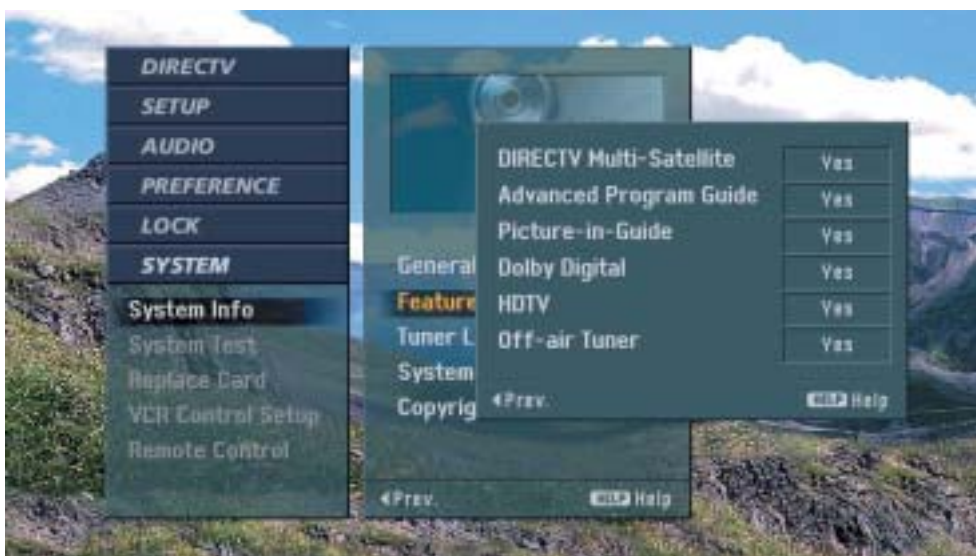 DIRECTV
SETUP
AUDIO
PREFERENCE
LOCK
SYSTEM
System Info
System Test
Replace Card
VCR Control Setup
Remote Control
General
Feature
Tuner L
System
Copyrig
◀Prev.
HELP Help
DIRECTV Multi-Satellite Yes
Advanced Program Guide Yes
Picture-in-Guide Yes
Dolby Digital Yes
HDTV Yes
Off-air Tuner Yes
◀Prev.
HELP Help